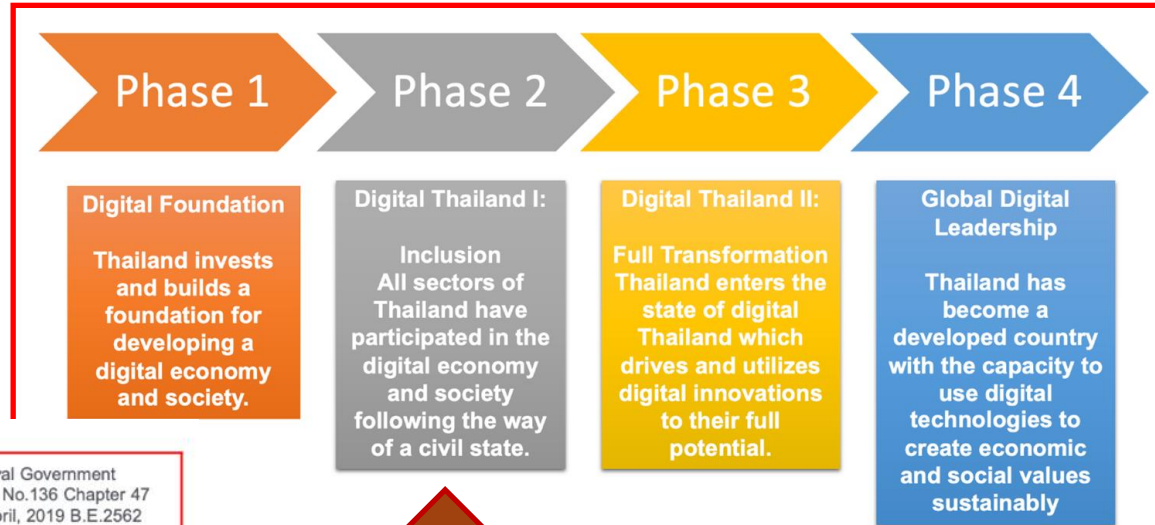 Phase 1
Phase 2
Phase 3
Phase 4
Digital Foundation
Thailand invests
and builds a
foundation for
developing a
digital economy
and society.
Digital Thailand I:
Inclusion
All sectors of
Thailand have
participated in the
digital economy
and society
following the way
of a civil state.
Digital Thailand II:
Full Transformation
Thailand enters the
state of digital
Thailand which
drives and utilizes
digital innovations
to their full
potential.
Global Digital
Leadership
Thailand has
become a
developed country
with the capacity to
use digital
technologies to
create economic
and social values
sustainably
Government
No.136 Chapter 47
2019 B.E.2562